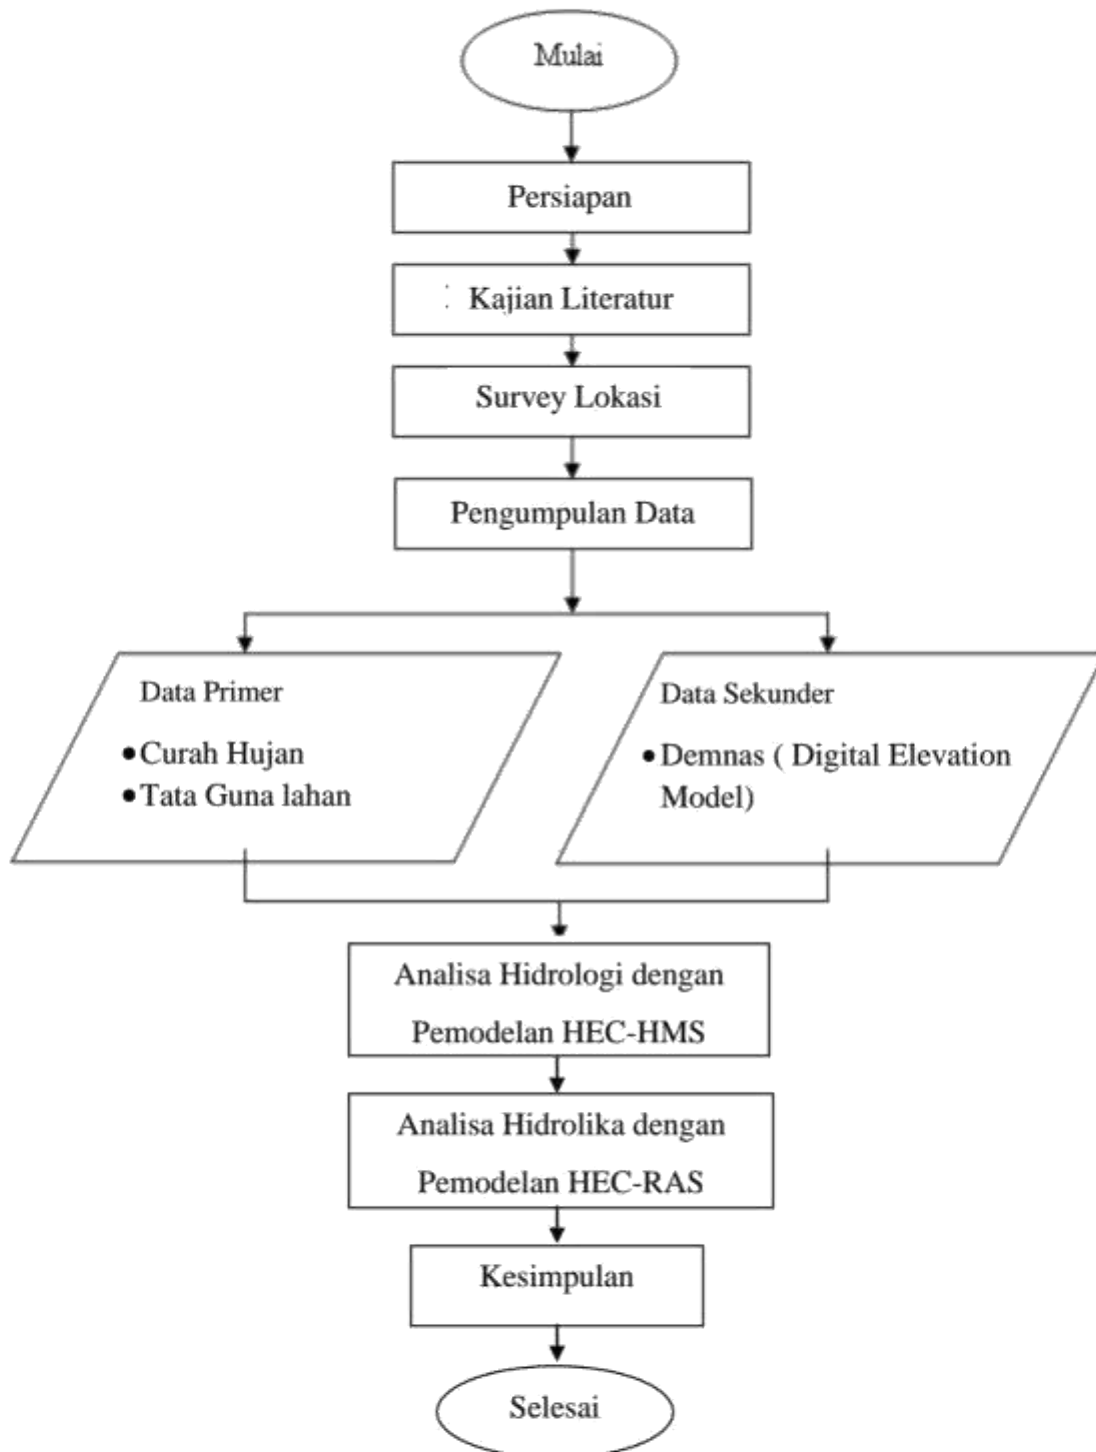 Mulai
Persiapan
Kajian Literatur
Survey Lokasi
Pengumpulan Data
Data Primer
• Curah Hujan
• Tata Guna lahan
Data Sekunder
• Demnas ( Digital Elevation
Model)
Analisa Hidrologi dengan
Pemodelan HEC-HMS
Analisa Hidrolika dengan
Pemodelan HEC-RAS
Kesimpulan
Selesai